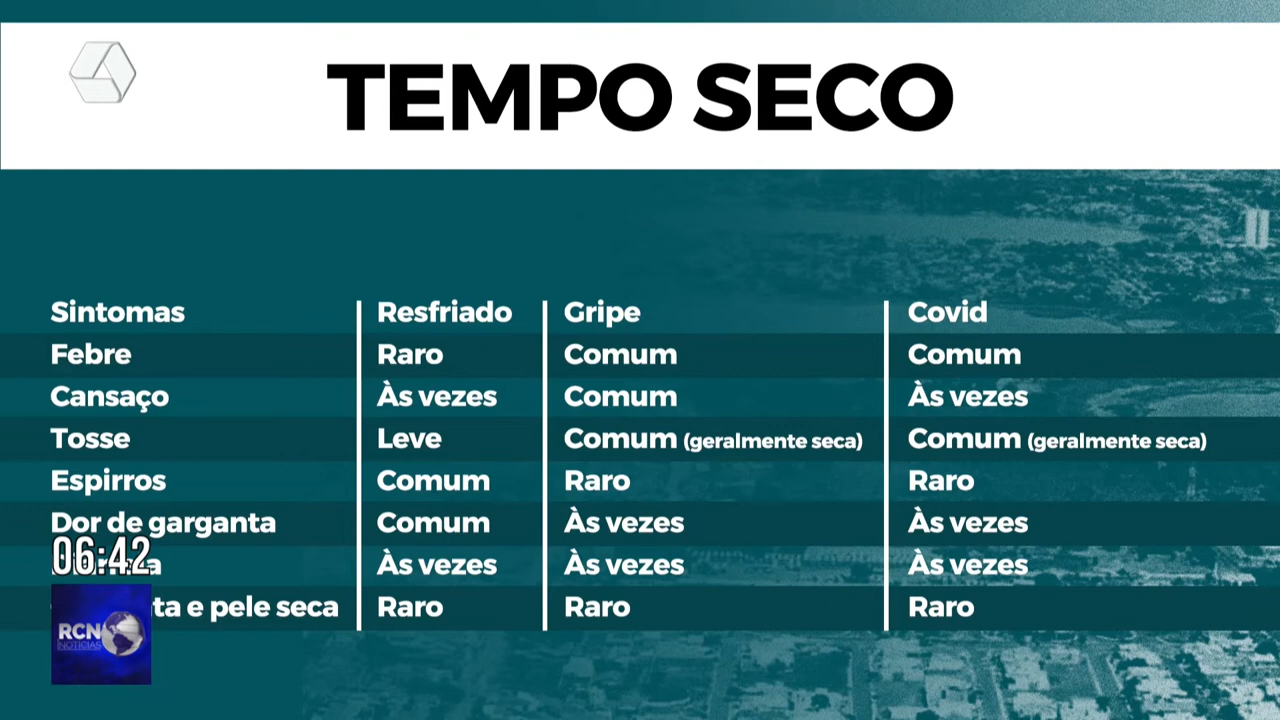 TEMPO SECO
Sintomas Resfriado Gripe Covid
Febre Raro Comum Comum
Cansaço Às vezes Comum Às vezes
Tosse Leve Comum (geralmente seca) Comum (geralmente seca)
Espirros Comum Raro Raro
Dor de garganta Comum Às vezes Às vezes
06:42
Às vezes Às vezes Às vezes
e pele seca Raro Raro Raro
RCN
NOTÍCIAS